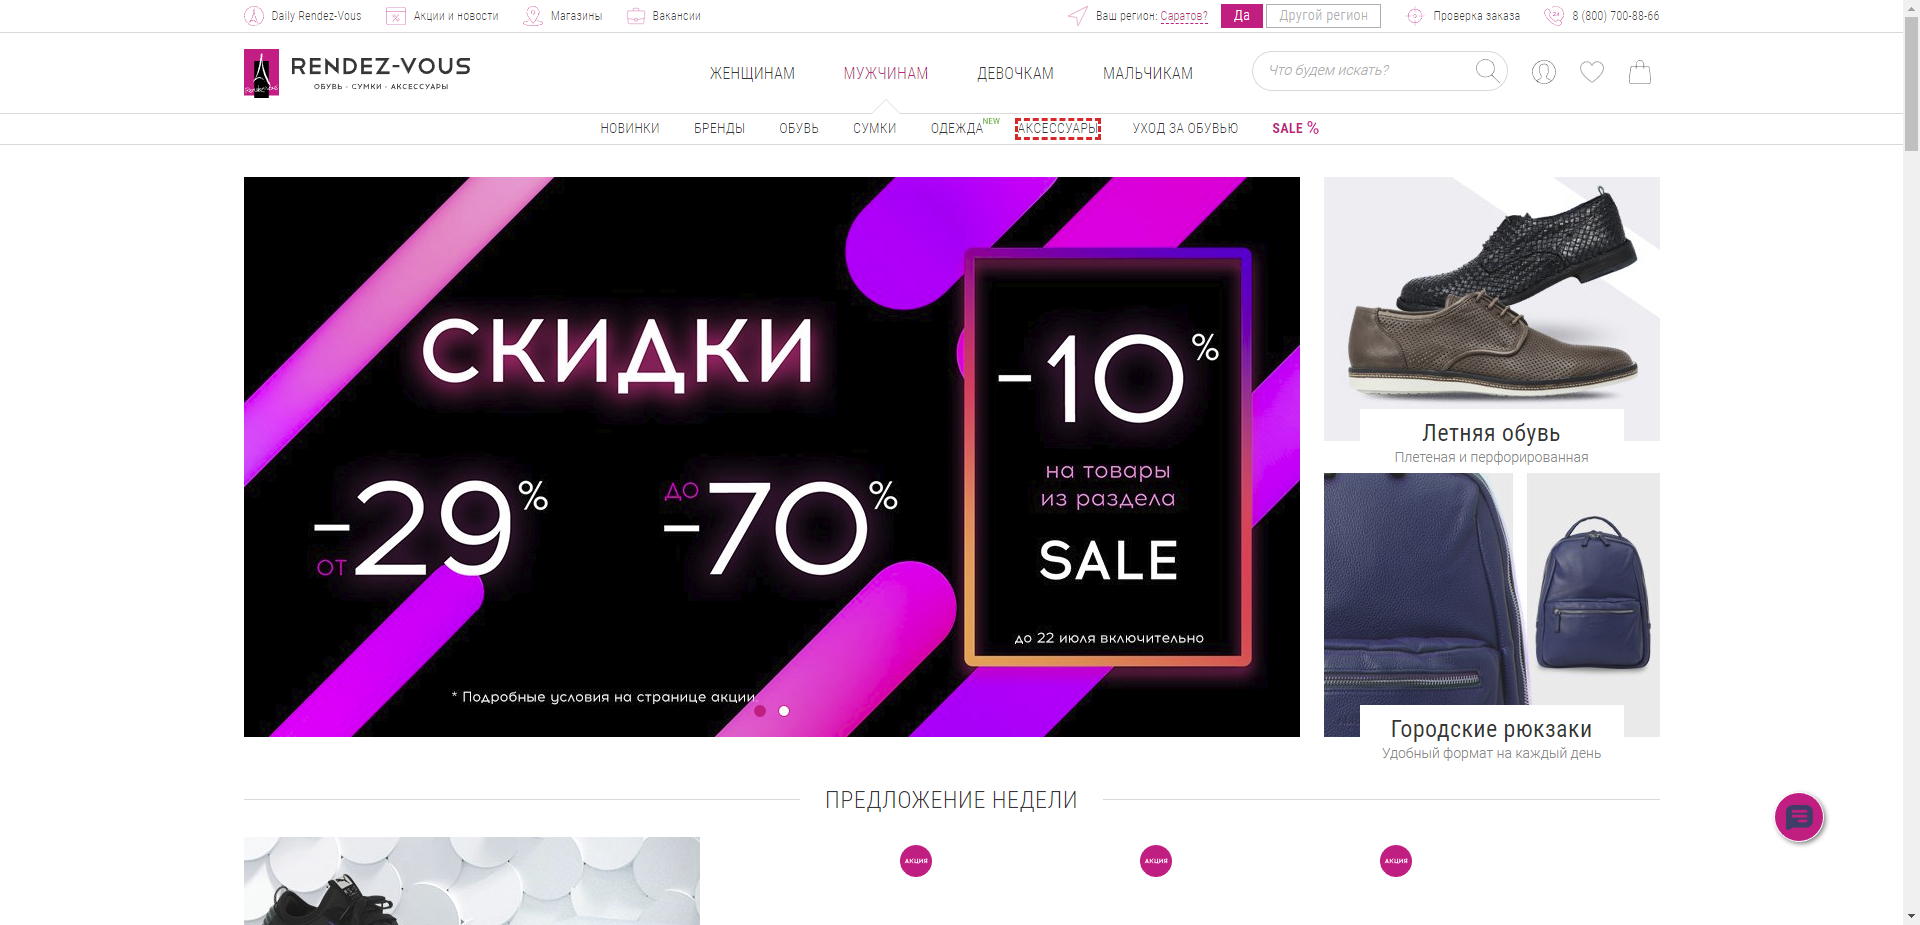 Daily Rendez-Vous
Акции и новости
Магазины
Вакансии
Ваш регион: Саратов?
Да
Другой регион
Проверка заказа
8 (800) 700-88-66
RENDEZ-VOUS
ОБУВЬ · СУМКИ · АКСЕССУАРЫ
ЖЕНЩИНАМ
МУЖЧИНАМ
ДЕВОЧКАМ
МАЛЬЧИКАМ
Что будем искать?
НОВИНКИ
БРЕНДЫ
ОБУВЬ
СУМКИ
ОДЕЖДА NEW
АКСЕССУАРЫ
УХОД ЗА ОБУВЬЮ
SALE %
СКИДКИ
от -29%
до -70%
-10%
на товары
из раздела
SALE
до 22 июля включительно
* Подробные условия на странице акции.
Летняя обувь
Плетеная и перфорированная
Городские рюкзаки
Удобный формат на каждый день
ПРЕДЛОЖЕНИЕ НЕДЕЛИ
АКЦИЯ
АКЦИЯ
АКЦИЯ